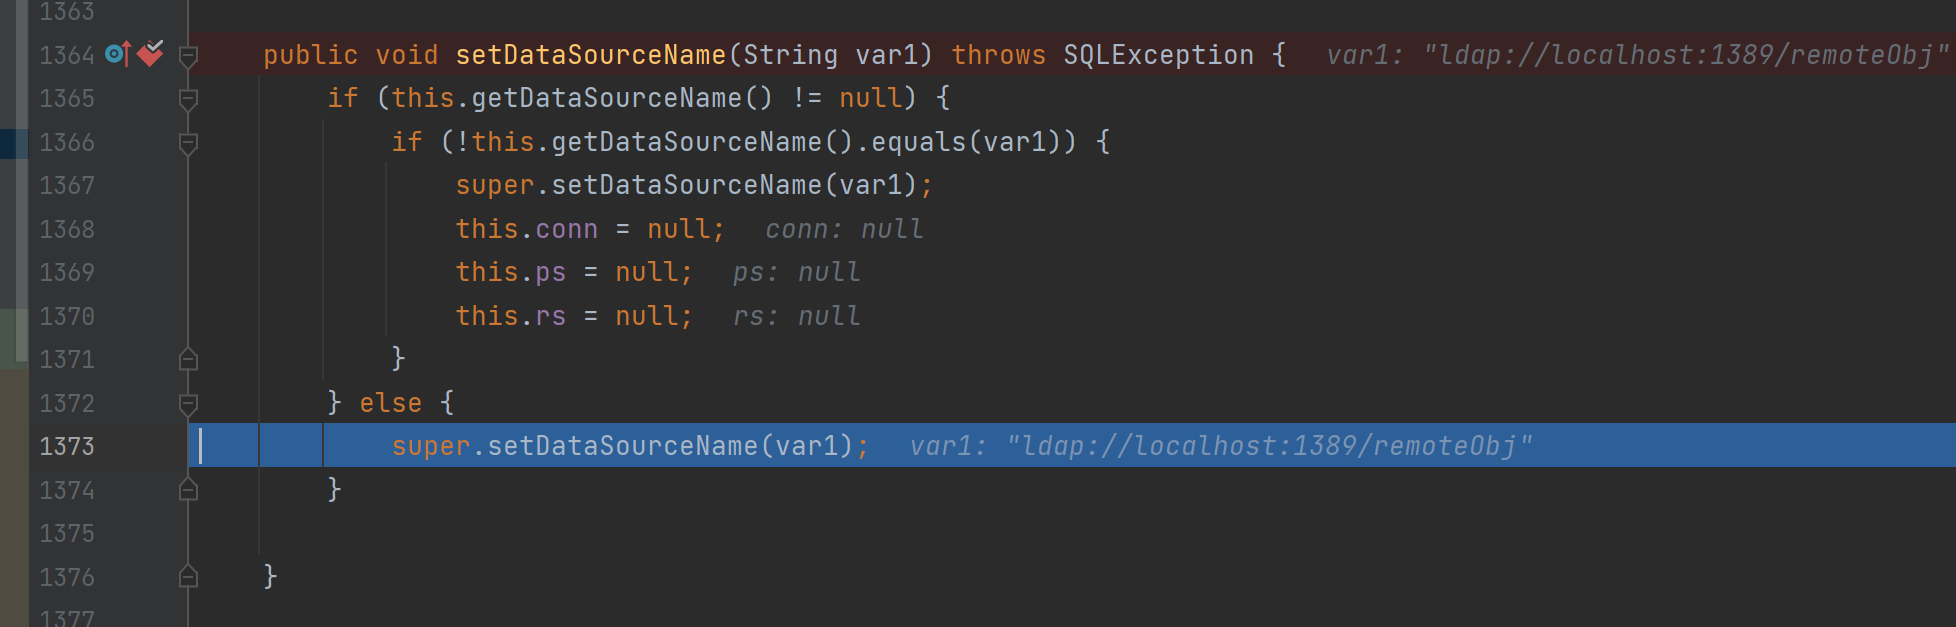 1363
1364 public void setDataSourceName(String var1) throws SQLException { var1: "ldap://localhost:1389/remoteObj"
1365 if (this.getDataSourceName() != null) {
1366 if (!this.getDataSourceName().equals(var1)) {
1367 super.setDataSourceName(var1);
1368 this.conn = null; conn: null
1369 this.ps = null; ps: null
1370 this.rs = null; rs: null
1371 }
1372 } else {
1373 super.setDataSourceName(var1); var1: "ldap://localhost:1389/remoteObj"
1374 }
1375
1376 }
1377